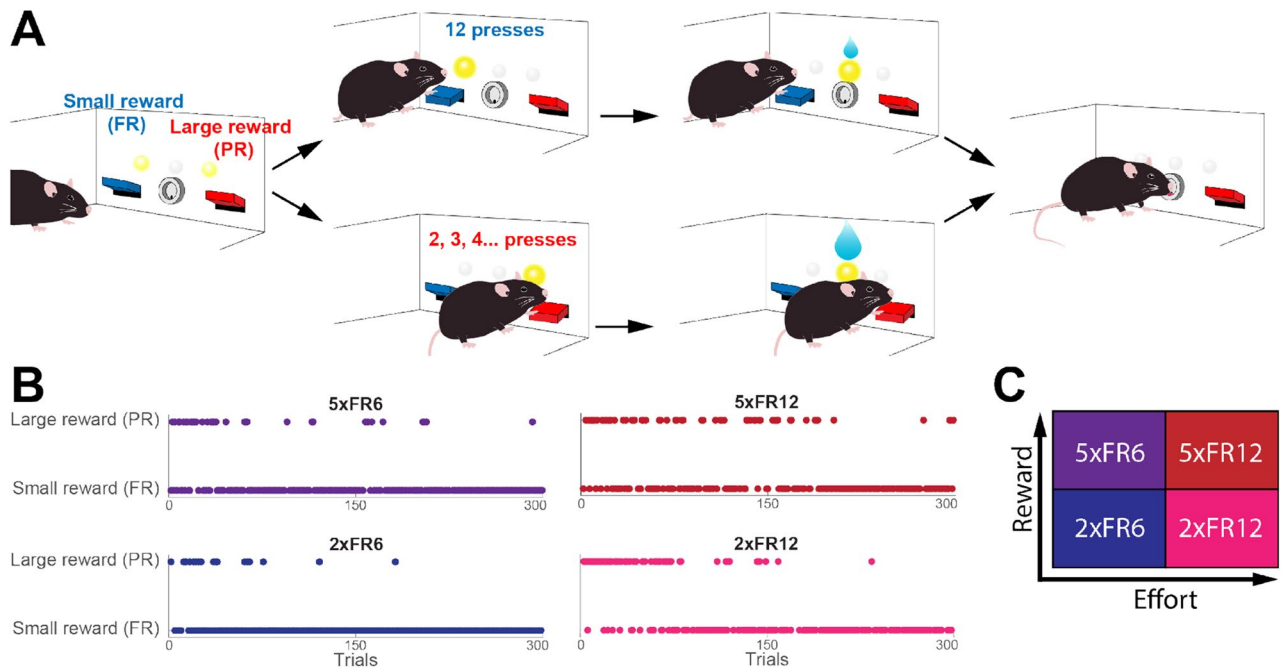 A
Small reward
(FR)
Large reward
(PR)
12 presses
2, 3, 4... presses
B
5xFR6
Large reward (PR)
Small reward (FR)
0
150
300
5xFR12
0
150
300
2xFR6
Large reward (PR)
Small reward (FR)
0
150
300
Trials
2xFR12
0
150
300
Trials
C
Reward
5xFR6
5xFR12
2xFR6
2xFR12
Effort